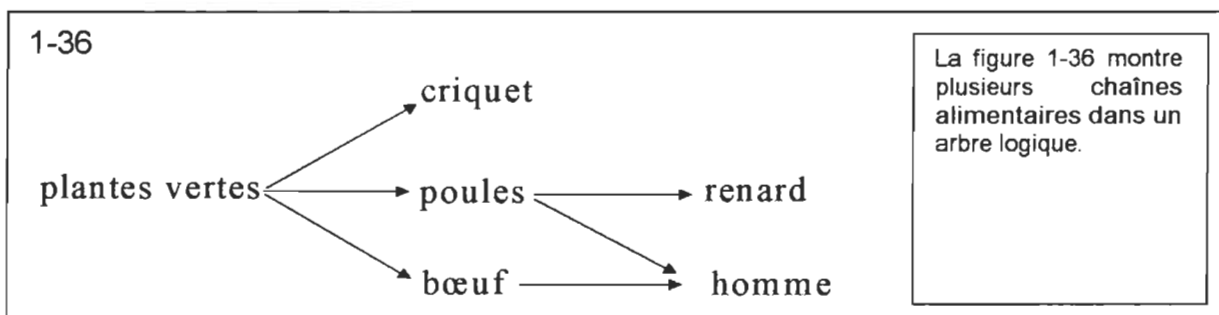 1-36
criquet
plantes vertes
poules
renard
bœuf
homme
La figure 1-36 montre
plusieurs chaînes
alimentaires dans un
arbre logique.